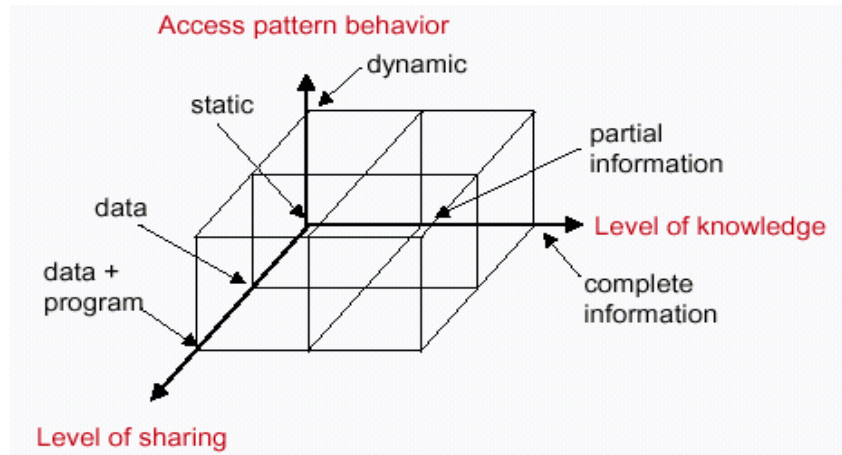 Access pattern behavior
dynamic
static
partial
information
data
Level of knowledge
data +
program
complete
information
Level of sharing